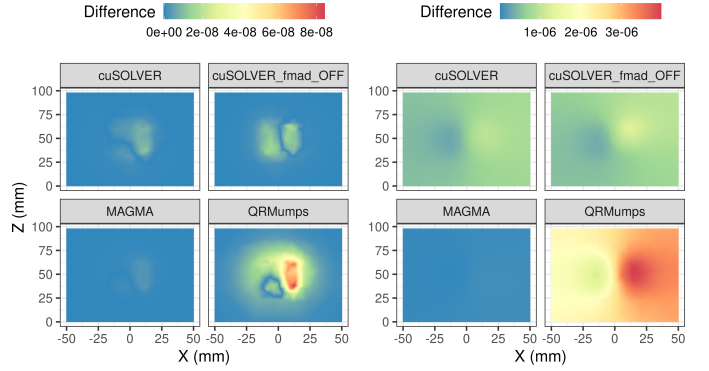 Difference
0e+00 2e-08 4e-08 6e-08 8e-08
Difference
1e-06 2e-06 3e-06
cuSOLVER
cuSOLVER_fmad_OFF
cuSOLVER
cuSOLVER_fmad_OFF
100
75
50
25
0
100
75
50
25
0
MAGMA
QRMumps
MAGMA
QRMumps
100
75
50
25
0
100
75
50
25
0
Z (mm)
-50 -25 0 25 50
-50 -25 0 25 50
-50 -25 0 25 50
-50 -25 0 25 50
X (mm)
X (mm)